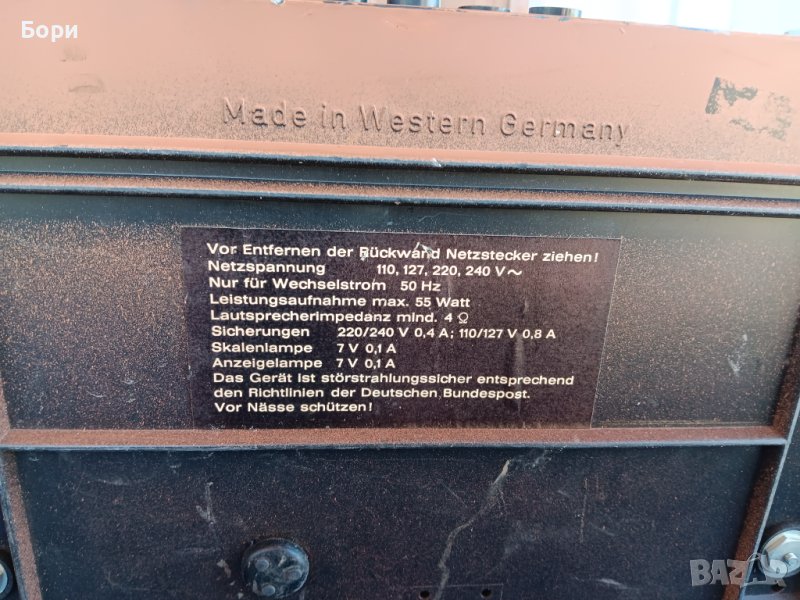 Бори
Made in Western Germany
Vor Entfernen der Rückwand Netzstecker ziehen!
Netzspannung 110, 127, 220, 240 V~
Nur für Wechselstrom 50 Hz
Leistungsaufnahme max. 55 Watt
Lautsprecherimpedanz mind. 4 Ω
Sicherungen 220/240 V 0,4 A; 110/127 V 0,8 A
Skalenlampe 7 V 0,1 A
Anzeigelampe 7 V 0,1 A
Das Gerät ist störstrahlungssicher entsprechend
den Richtlinien der Deutschen Bundespost.
Vor Nässe schützen!
BAZAR